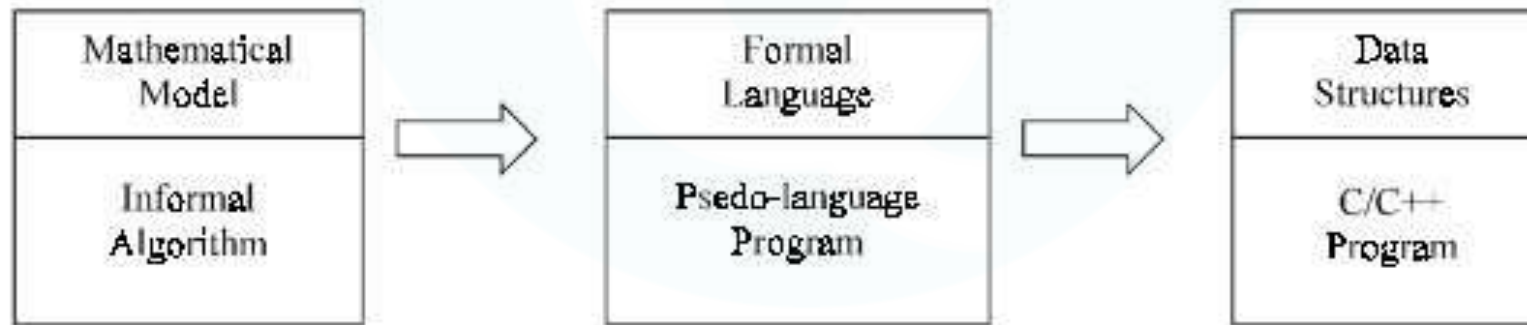 Mathematical
Model
Informal
Algorithm
Formal
Language
Psedo-language
Program
Data
Structures
C/C++
Program